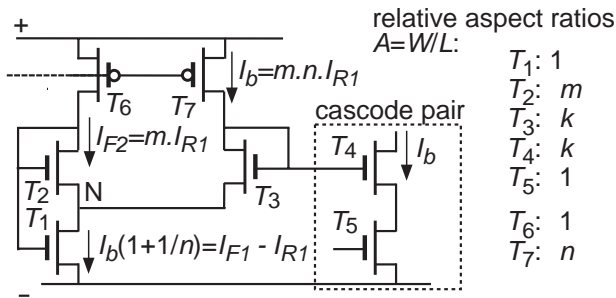 +
relative aspect ratios
A=W/L:
T1: 1
T2: m
T3: k
T4: k
T5: 1
T6: 1
T7: n
T6
T7
Ib=m.n.IR1
cascode pair
IF2=m.IR1
T4
Ib
T2
N
T3
T1
T5
Ib(1+1/n)=IF1 - IR1
–